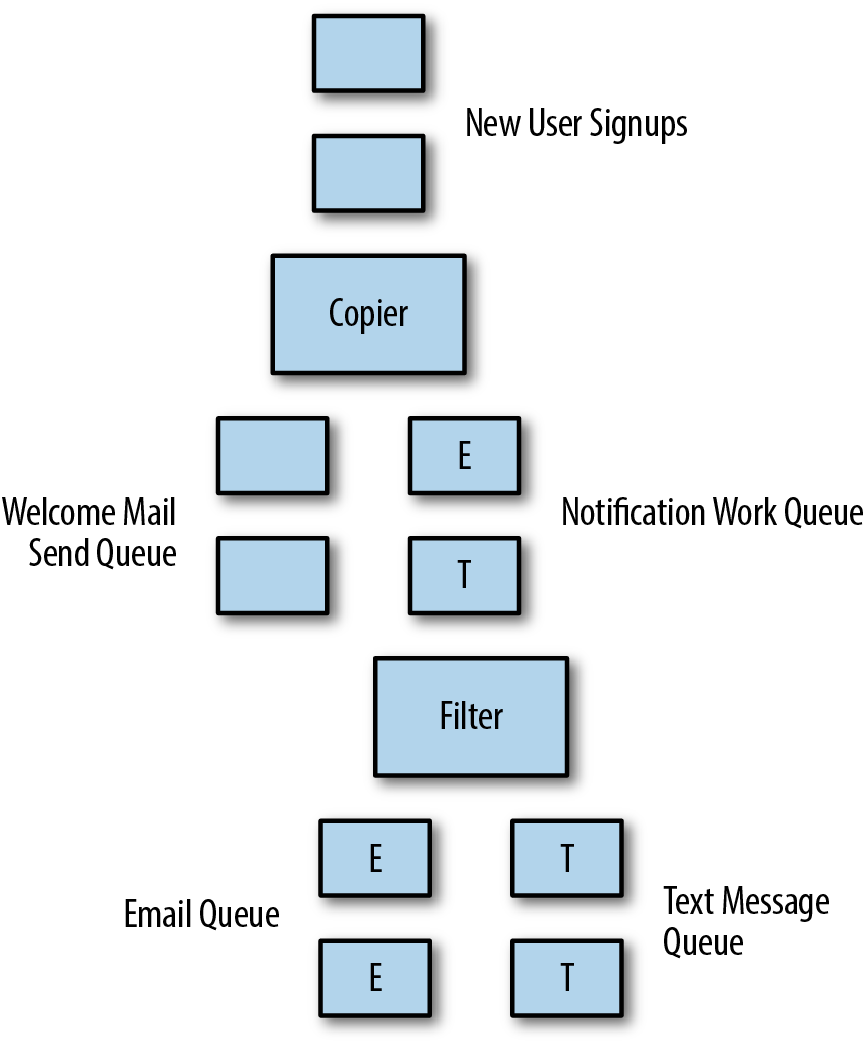 New User Signups
Copier
E
Welcome Mail
Send Queue
Notification Work Queue
T
Filter
E
T
Email Queue
Text Message
Queue
E
T